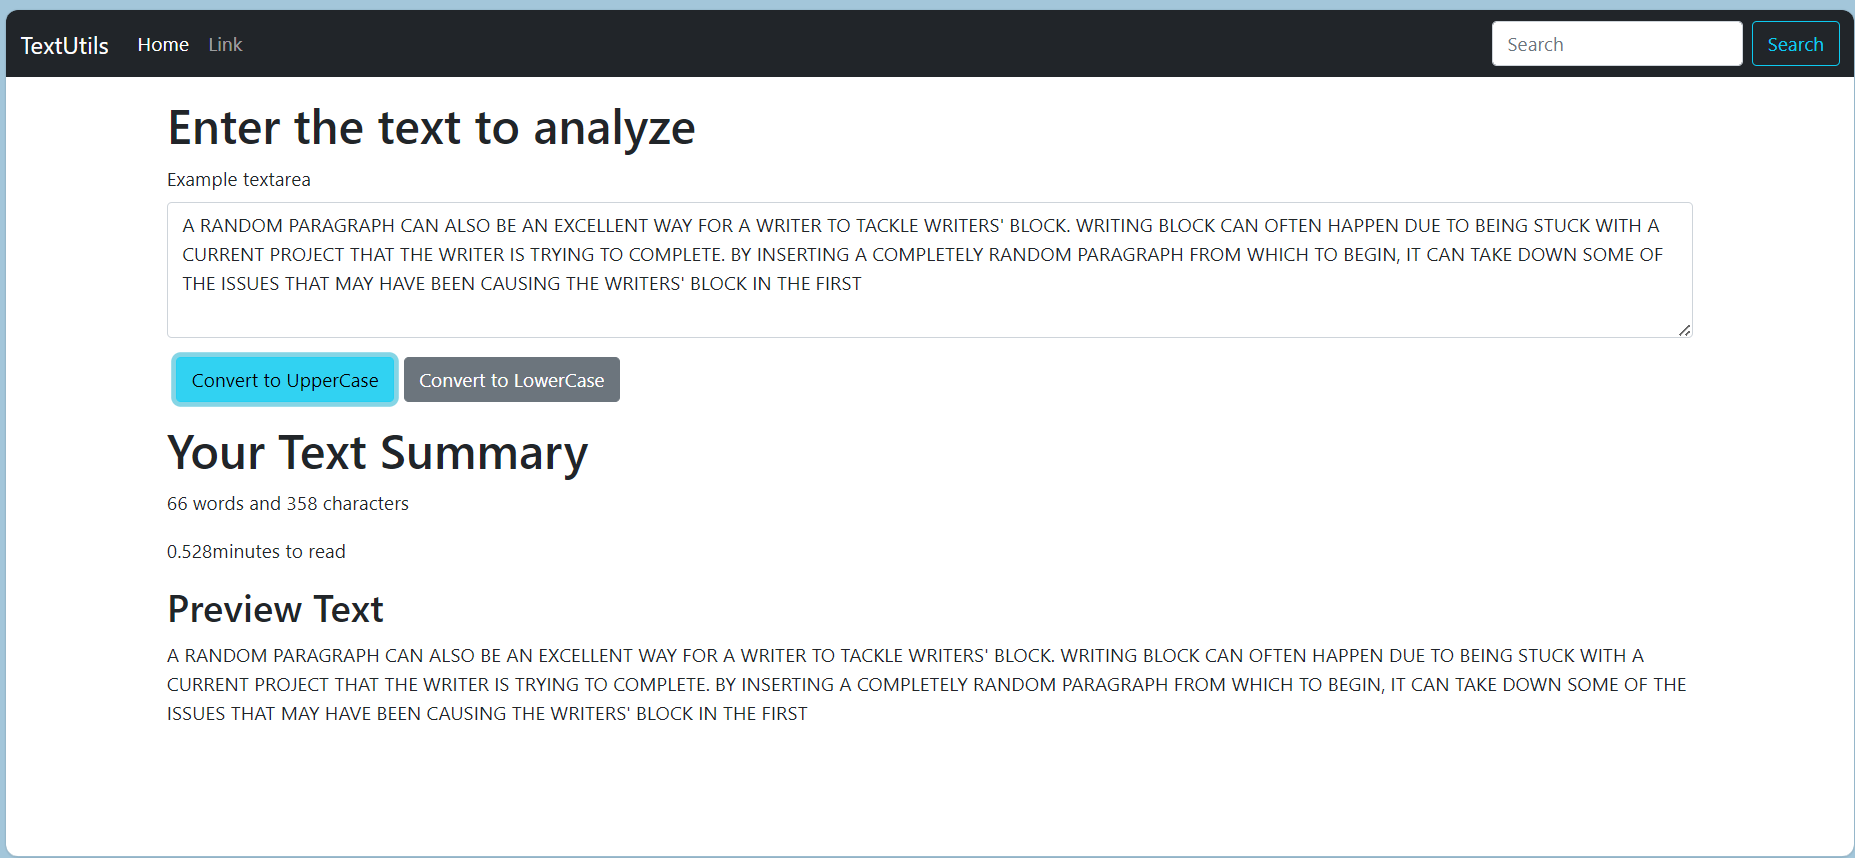 TextUtils Home Link Search Search
Enter the text to analyze
Example textarea
A RANDOM PARAGRAPH CAN ALSO BE AN EXCELLENT WAY FOR A WRITER TO TACKLE WRITERS' BLOCK. WRITING BLOCK CAN OFTEN HAPPEN DUE TO BEING STUCK WITH A
CURRENT PROJECT THAT THE WRITER IS TRYING TO COMPLETE. BY INSERTING A COMPLETELY RANDOM PARAGRAPH FROM WHICH TO BEGIN, IT CAN TAKE DOWN SOME OF
THE ISSUES THAT MAY HAVE BEEN CAUSING THE WRITERS' BLOCK IN THE FIRST
Convert to UpperCase Convert to LowerCase
Your Text Summary
66 words and 358 characters
0.528minutes to read
Preview Text
A RANDOM PARAGRAPH CAN ALSO BE AN EXCELLENT WAY FOR A WRITER TO TACKLE WRITERS' BLOCK. WRITING BLOCK CAN OFTEN HAPPEN DUE TO BEING STUCK WITH A
CURRENT PROJECT THAT THE WRITER IS TRYING TO COMPLETE. BY INSERTING A COMPLETELY RANDOM PARAGRAPH FROM WHICH TO BEGIN, IT CAN TAKE DOWN SOME OF THE
ISSUES THAT MAY HAVE BEEN CAUSING THE WRITERS' BLOCK IN THE FIRST